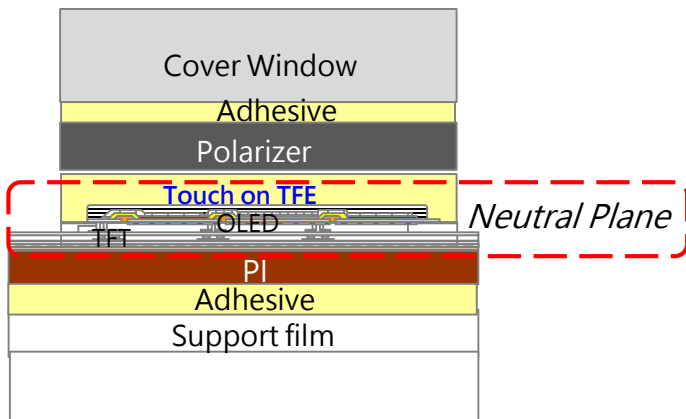 Cover Window
Adhesive
Polarizer
Touch on TFE
OLED
Neutral Plane
TFT
PI
Adhesive
Support film